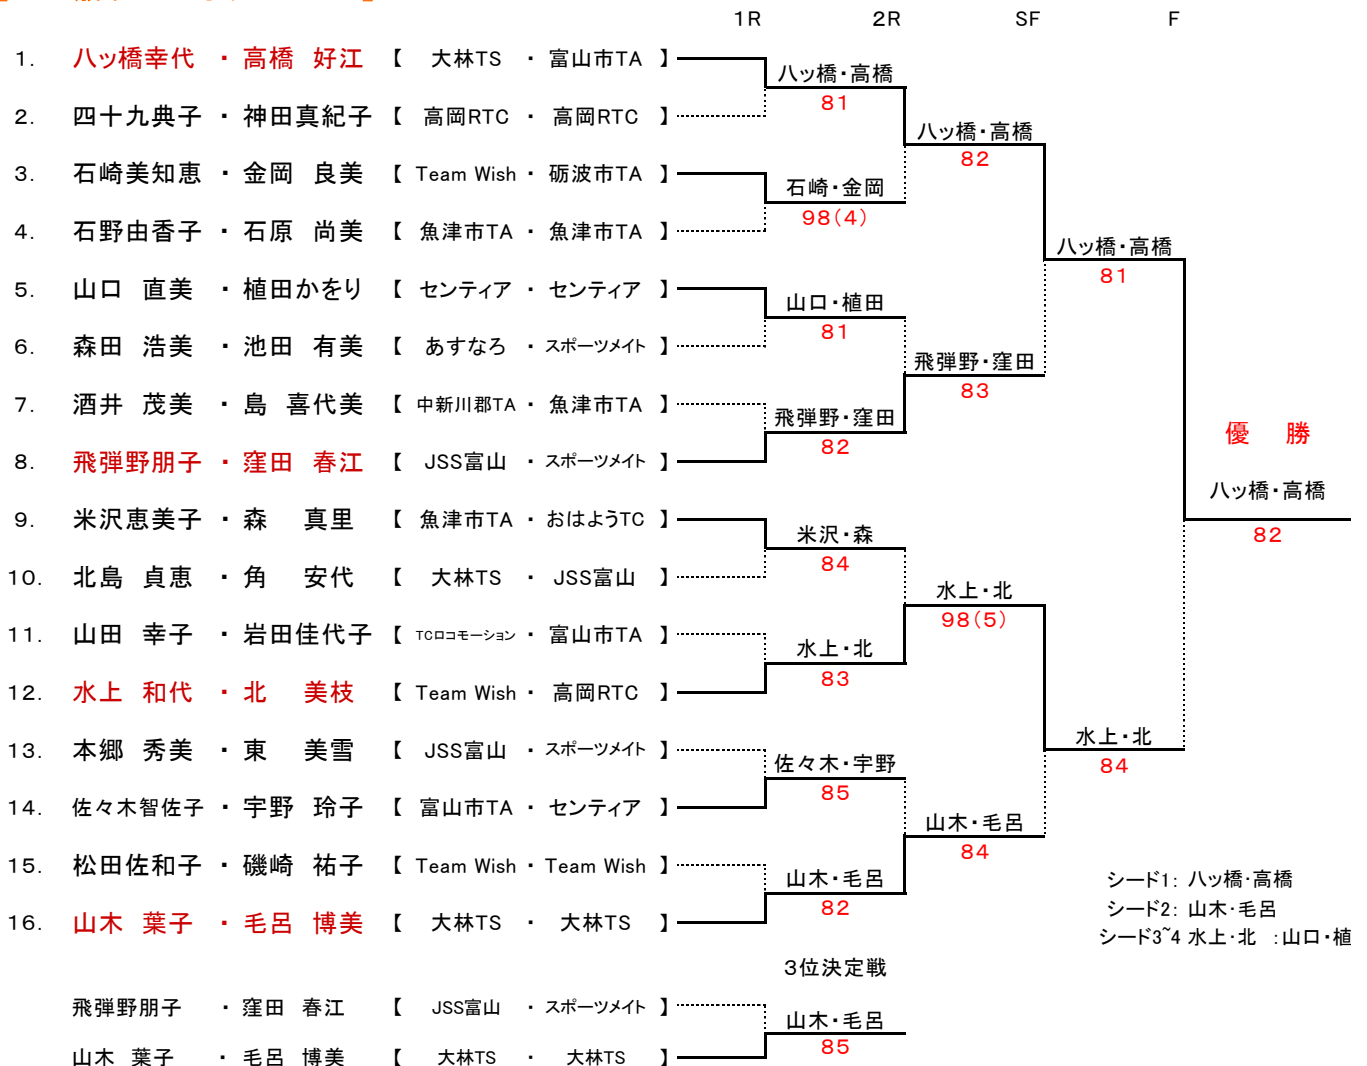 1R 2R SF F
1. 八ッ橋幸代 ・ 高橋 好江 【 大林TS ・ 富山市TA 】
八ッ橋・高橋
81
2. 四十九典子 ・ 神田真紀子 【 高岡RTC ・ 高岡RTC 】
八ッ橋・高橋
82
3. 石崎美知恵 ・ 金岡 良美 【 Team Wish ・ 砺波市TA 】
石崎・金岡
98(4)
4. 石野由香子 ・ 石原 尚美 【 魚津市TA ・ 魚津市TA 】
八ッ橋・高橋
81
5. 山口 直美 ・ 植田かをり 【 センティア ・ センティア 】
山口・植田
81
6. 森田 浩美 ・ 池田 有美 【 あすなろ ・ スポーツメイト 】
飛弾野・窪田
83
7. 酒井 茂美 ・ 島 喜代美 【 中新川郡TA ・ 魚津市TA 】
飛弾野・窪田
82
優 勝
8. 飛弾野朋子 ・ 窪田 春江 【 JSS富山 ・ スポーツメイト 】
八ッ橋・高橋
82
9. 米沢恵美子 ・ 森 真里 【 魚津市TA ・ おはようTC 】
米沢・森
84
10. 北島 貞恵 ・ 角 安代 【 大林TS ・ JSS富山 】
水上・北
98(5)
11. 山田 幸子 ・ 岩田佳代子 【 TCロコモーション ・ 富山市TA 】
水上・北
83
12. 水上 和代 ・ 北 美枝 【 Team Wish ・ 高岡RTC 】
水上・北
84
13. 本郷 秀美 ・ 東 美雪 【 JSS富山 ・ スポーツメイト 】
佐々木・宇野
85
14. 佐々木智佐子 ・ 宇野 玲子 【 富山市TA ・ センティア 】
山木・毛呂
84
15. 松田佐和子 ・ 磯崎 祐子 【 Team Wish ・ Team Wish 】
山木・毛呂
82
16. 山木 葉子 ・ 毛呂 博美 【 大林TS ・ 大林TS 】
シード1: 八ッ橋・高橋
シード2: 山木・毛呂
シード3~4 水上・北 :山口・植
3位決定戦
飛弾野朋子 ・ 窪田 春江 【 JSS富山 ・ スポーツメイト 】
山木・毛呂
85
山木 葉子 ・ 毛呂 博美 【 大林TS ・ 大林TS 】